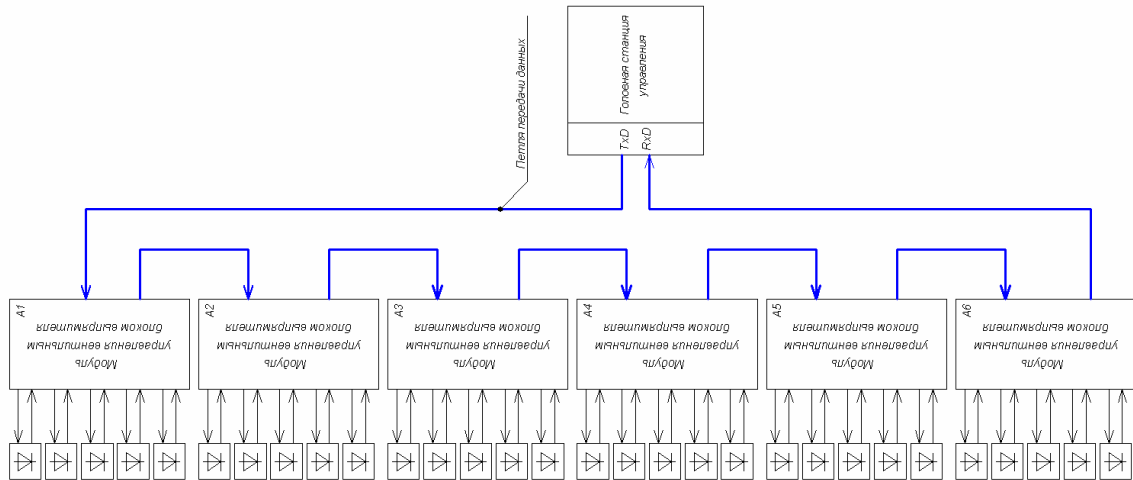 Петля передачи данных
Головная станция
управления
TxD
RxD
A1
Модуль
управления вентильным
блоком выпрямителя
A2
Модуль
управления вентильным
блоком выпрямителя
A3
Модуль
управления вентильным
блоком выпрямителя
A4
Модуль
управления вентильным
блоком выпрямителя
A5
Модуль
управления вентильным
блоком выпрямителя
A6
Модуль
управления вентильным
блоком выпрямителя